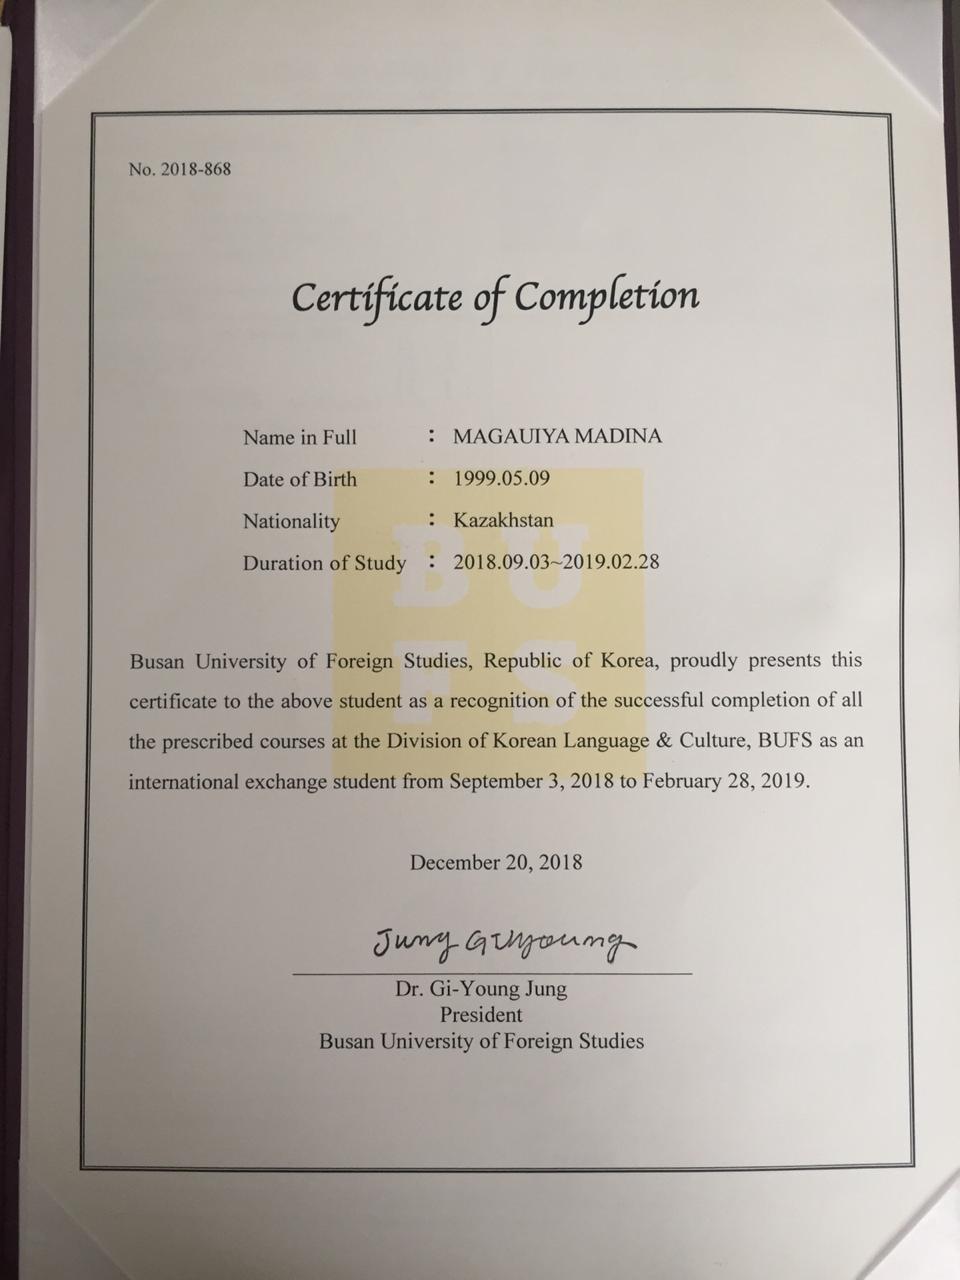 No. 2018-868
Certificate of Completion
Name in Full : MAGAUIYA MADINA
Date of Birth : 1999.05.09
Nationality : Kazakhstan
Duration of Study : 2018.09.03~2019.02.28
BU
FS
Busan University of Foreign Studies, Republic of Korea, proudly presents this
certificate to the above student as a recognition of the successful completion of all
the prescribed courses at the Division of Korean Language & Culture, BUFS as an
international exchange student from September 3, 2018 to February 28, 2019.
December 20, 2018
Jung Giyoung
Dr. Gi-Young Jung
President
Busan University of Foreign Studies